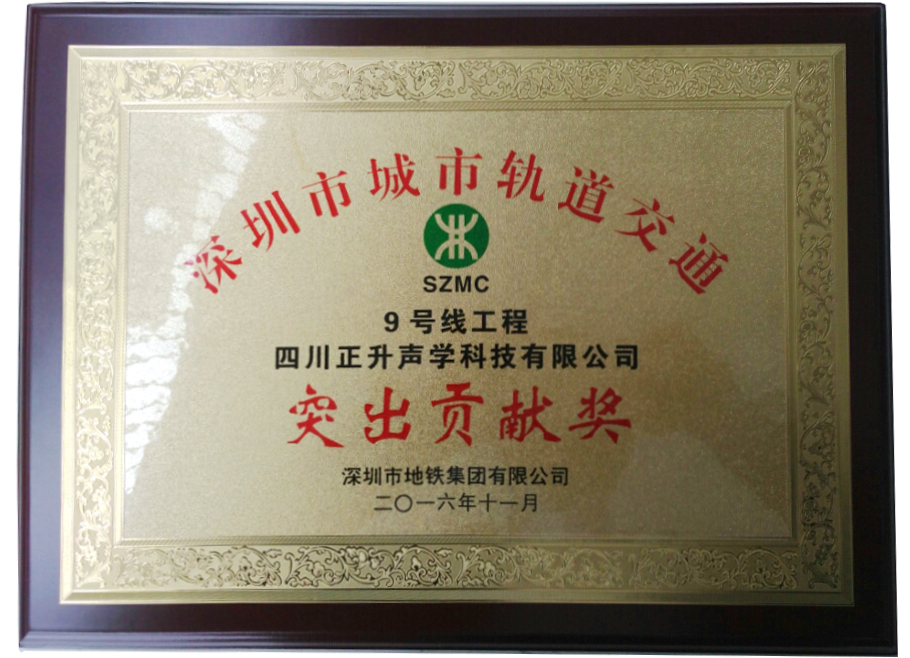 深圳市城市轨道交通
SZMC
9号线工程
四川正升声学科技有限公司
突出贡献奖
深圳市地铁集团有限公司
二〇一六年十一月